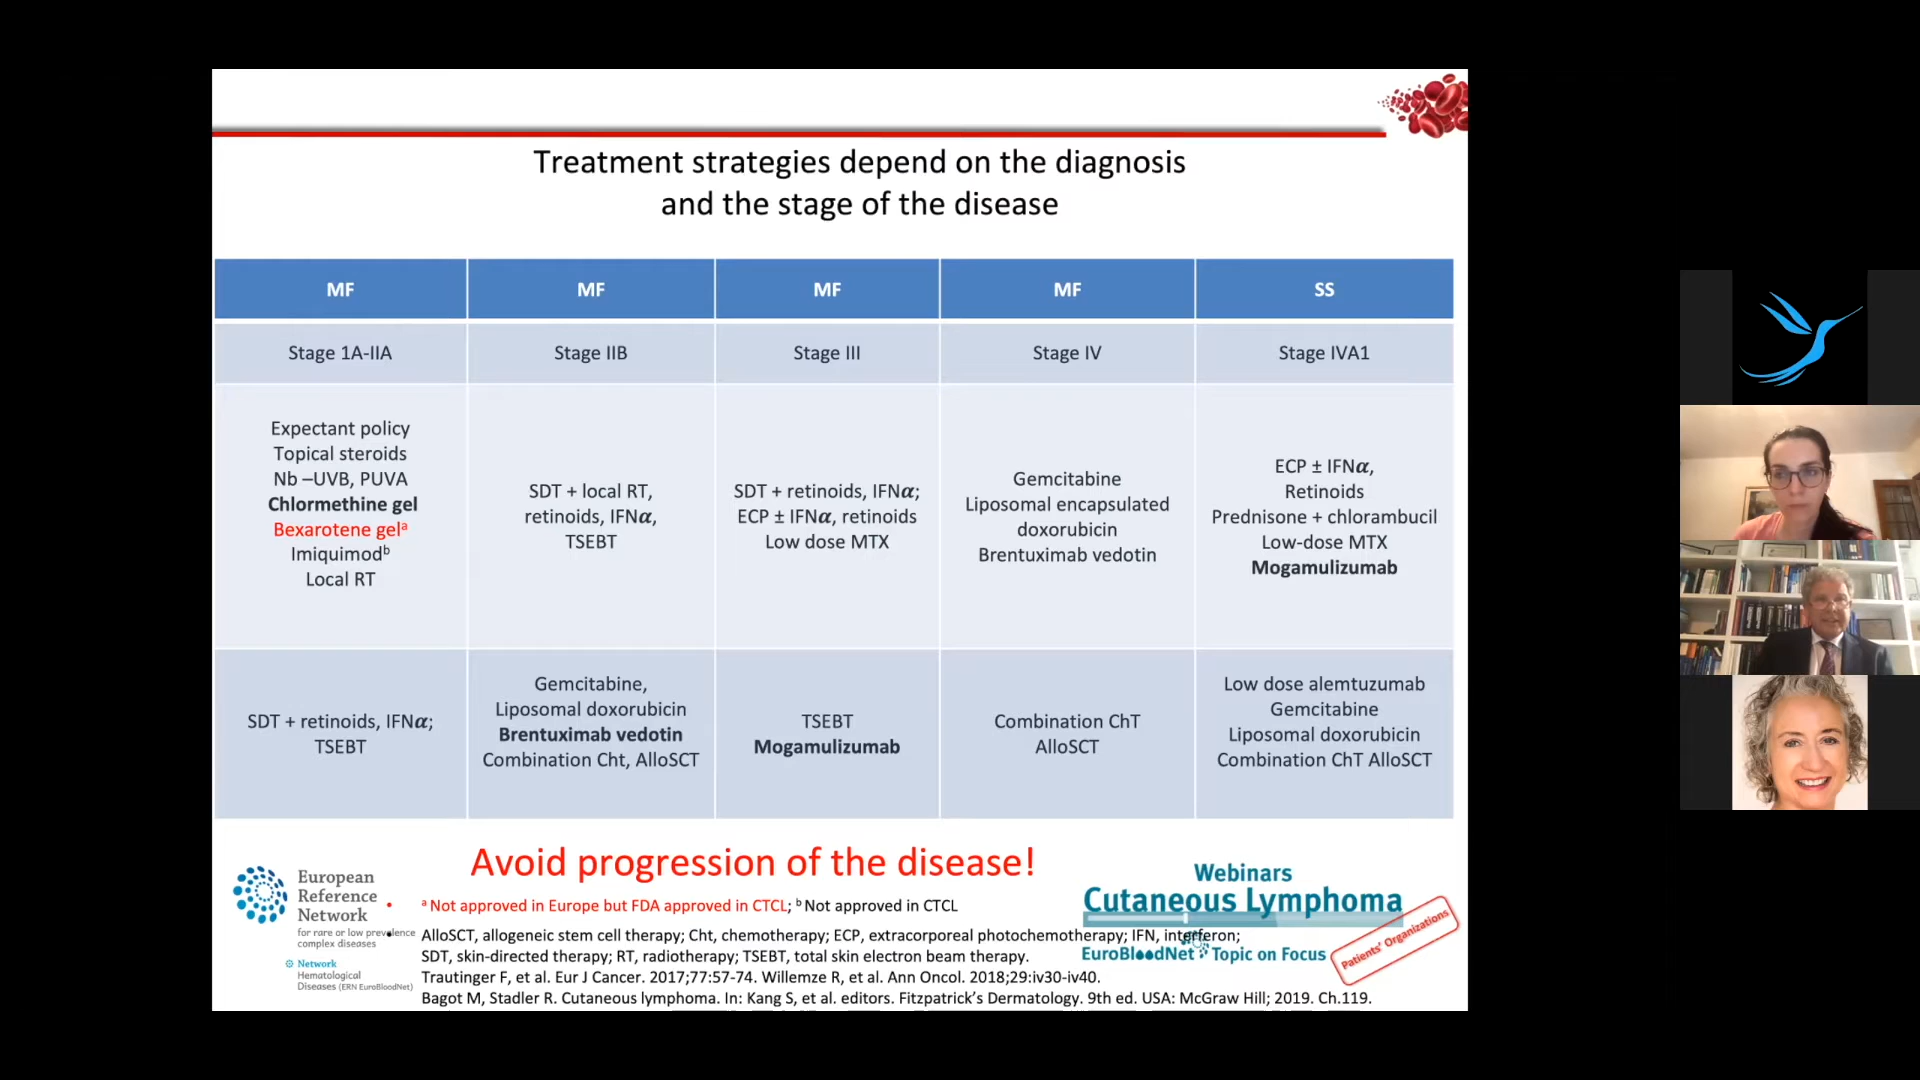 Treatment strategies depend on the diagnosis
and the stage of the disease
MF
MF
MF
MF
SS
Stage 1A-IIA
Stage IIB
Stage III
Stage IV
Stage IVA1
Expectant policy
Topical steroids
Nb –UVB, PUVA
Chlormethine gel
Bexarotene gelᵃ
Imiquimodᵇ
Local RT
SDT + local RT,
retinoids, IFNα,
TSEBT
SDT + retinoids, IFNα;
ECP ± IFNα, retinoids
Low dose MTX
Gemcitabine
Liposomal encapsulated
doxorubicin
Brentuximab vedotin
ECP ± IFNα,
Retinoids
Prednisone + chlorambucil
Low-dose MTX
Mogamulizumab
SDT + retinoids, IFNα;
TSEBT
Gemcitabine,
Liposomal doxorubicin
Brentuximab vedotin
Combination Cht, AlloSCT
TSEBT
Mogamulizumab
Combination ChT
AlloSCT
Low dose alemtuzumab
Gemcitabine
Liposomal doxorubicin
Combination ChT AlloSCT
Avoid progression of the disease!
• ᵃ Not approved in Europe but FDA approved in CTCL; ᵇ Not approved in CTCL
• AlloSCT, allogeneic stem cell therapy; Cht, chemotherapy; ECP, extracorporeal photochemotherapy; IFN, interferon;
SDT, skin-directed therapy; RT, radiotherapy; TSEBT, total skin electron beam therapy.
Trautinger F, et al. Eur J Cancer. 2017;77:57-74. Willemze R, et al. Ann Oncol. 2018;29:iv30-iv40.
Bagot M, Stadler R. Cutaneous lymphoma. In: Kang S, et al. editors. Fitzpatrick's Dermatology. 9th ed. USA: McGraw Hill; 2019. Ch.119.
European
Reference
Network
for rare or low prevalence
complex diseases
Network
Hematological
Diseases (ERN EuroBloodNet)
Webinars
Cutaneous Lymphoma
EuroBloodNet Topic on Focus
Patients' Organizations